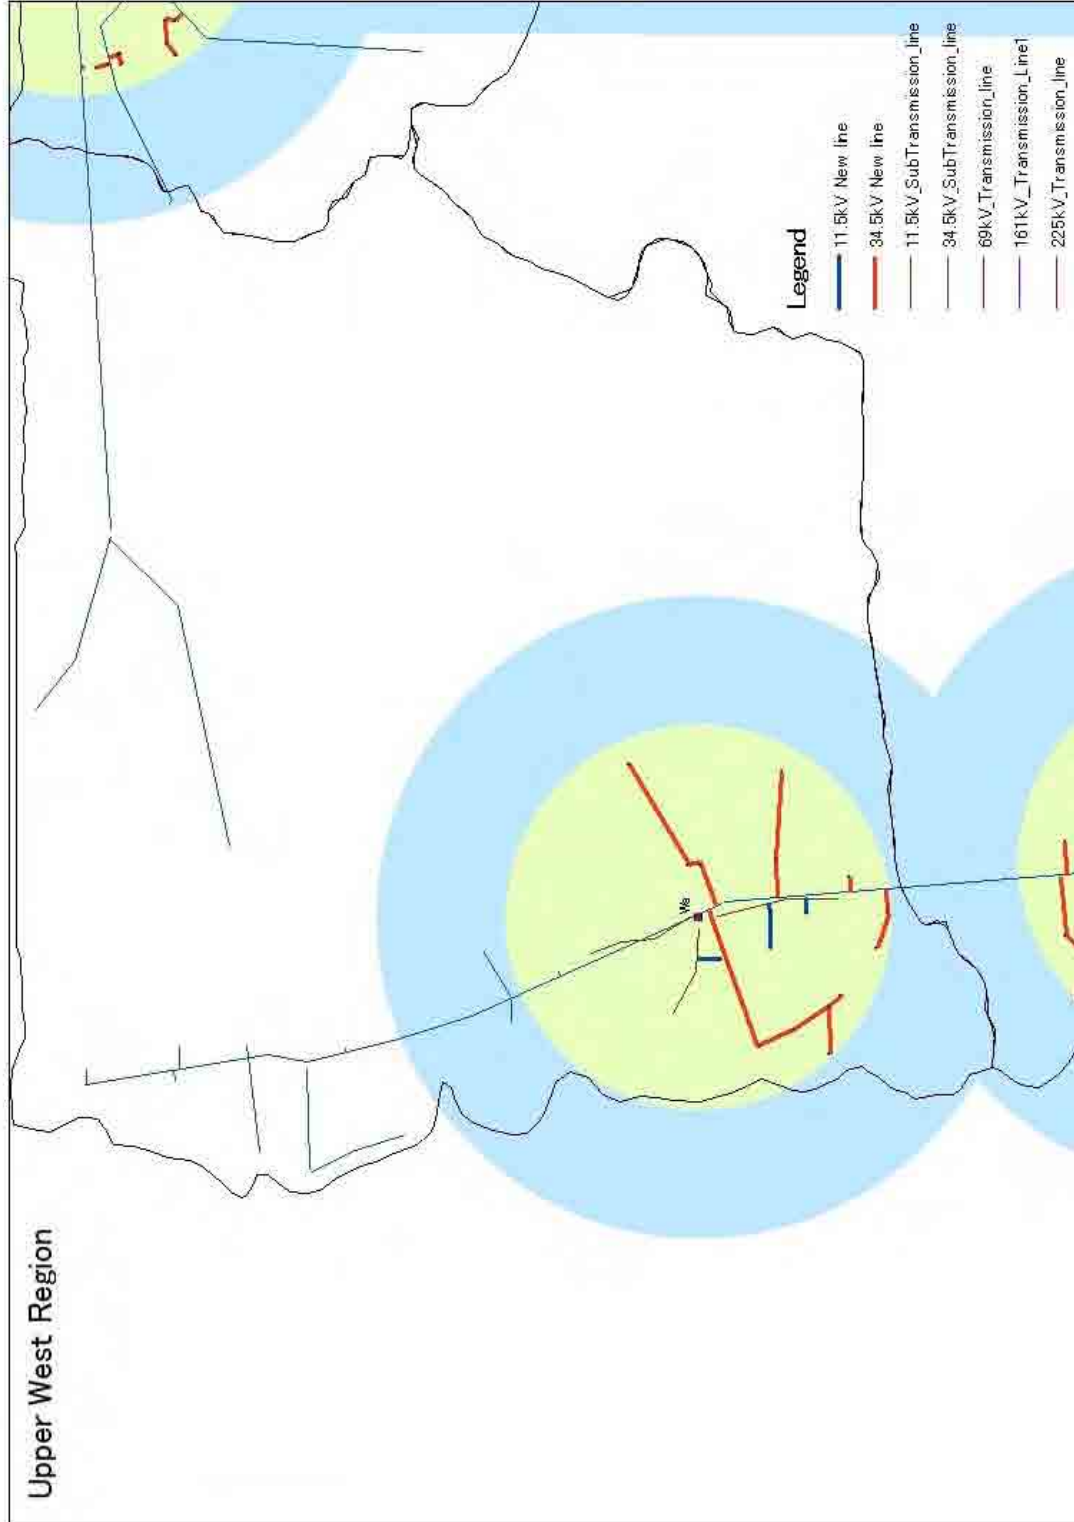 Upper West Region
Wa
Legend
11.5kV New line
34.5kV New line
11.5kV_SubTransmission_line
34.5kV_SubTransmission_line
69kV_Transmission_line
161kV_Transmission_Line1
225kV_Transmission_line